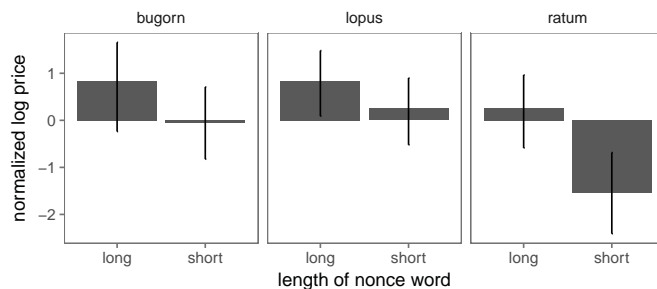 bugorn lopus ratum
normalized log price
1
0
−1
−2
long short long short long short
length of nonce word